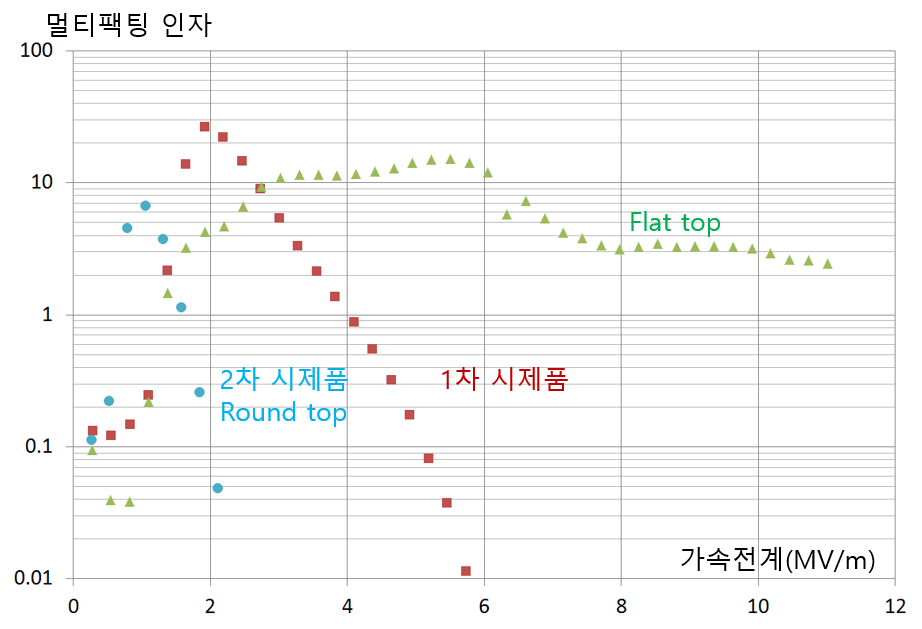 멀티팩팅 인자
100
10
1
0.1
0.01
Flat top
2차 시제품
Round top
1차 시제품
가속전계(MV/m)
0 2 4 6 8 10 12